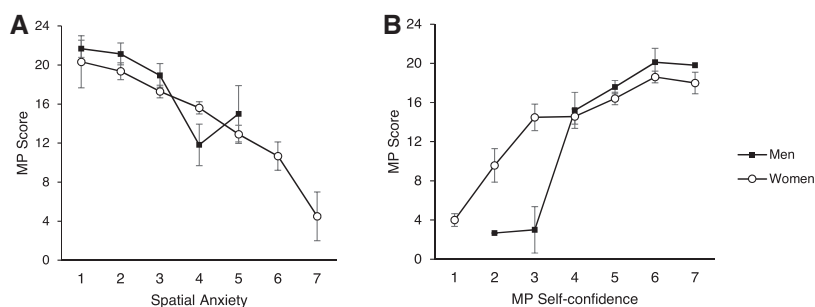 A
B
24
20
16
12
8
4
0
MP Score
1 2 3 4 5 6 7
Spatial Anxiety
24
20
16
12
8
4
0
MP Score
1 2 3 4 5 6 7
MP Self-confidence
Men
Women